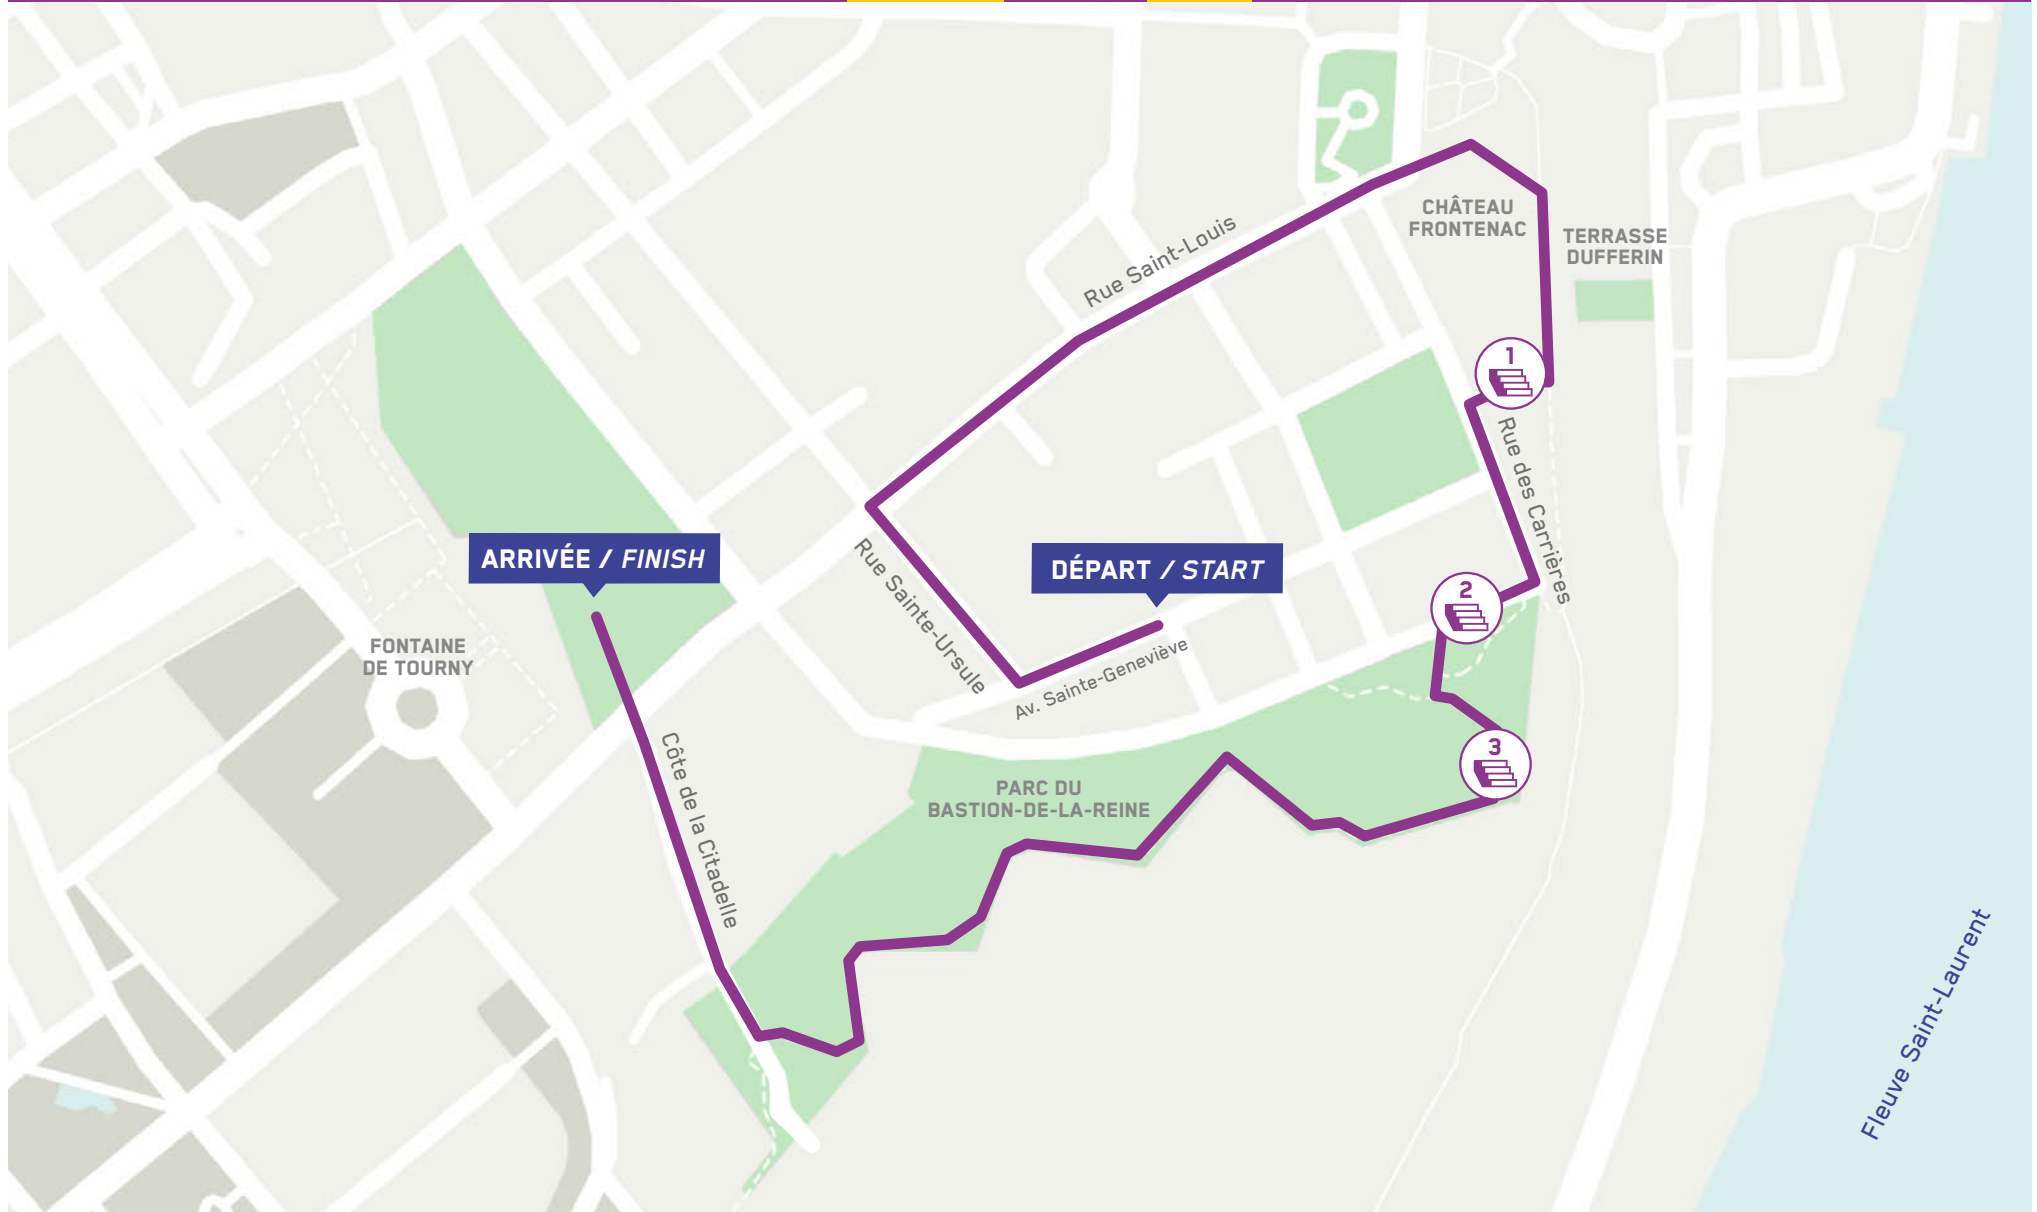 CHÂTEAU
FRONTENAC
TERRASSE
DUFFERIN
Rue Saint-Louis
1
Rue des Carrières
ARRIVÉE / FINISH
DÉPART / START
Rue Sainte-Ursule
2
FONTAINE
DE TOURNY
Av. Sainte-Geneviève
Côte de la Citadelle
3
PARC DU
BASTION-DE-LA-REINE
Fleuve Saint-Laurent